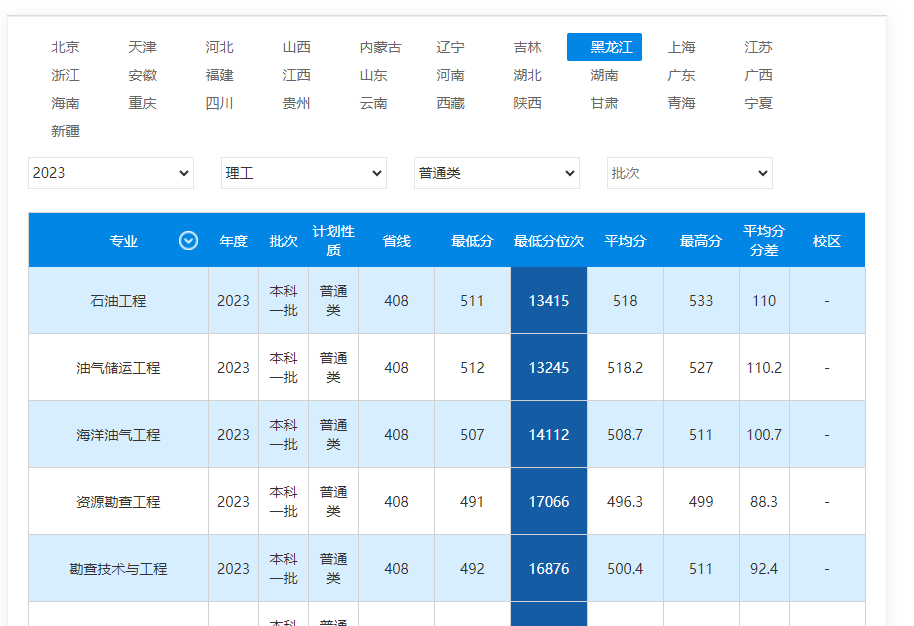 北京 天津 河北 山西 内蒙古 辽宁 吉林 黑龙江 上海 江苏
浙江 安徽 福建 江西 山东 河南 湖北 湖南 广东 广西
海南 重庆 四川 贵州 云南 西藏 陕西 甘肃 青海 宁夏
新疆
2023 理工 普通类 批次
专业 年度 批次 计划性质 省线 最低分 最低分位次 平均分 最高分 平均分分差 校区
石油工程 2023 本科一批 普通类 408 511 13415 518 533 110 -
油气储运工程 2023 本科一批 普通类 408 512 13245 518.2 527 110.2 -
海洋油气工程 2023 本科一批 普通类 408 507 14112 508.7 511 100.7 -
资源勘查工程 2023 本科一批 普通类 408 491 17066 496.3 499 88.3 -
勘查技术与工程 2023 本科一批 普通类 408 492 16876 500.4 511 92.4 -
本科 普通